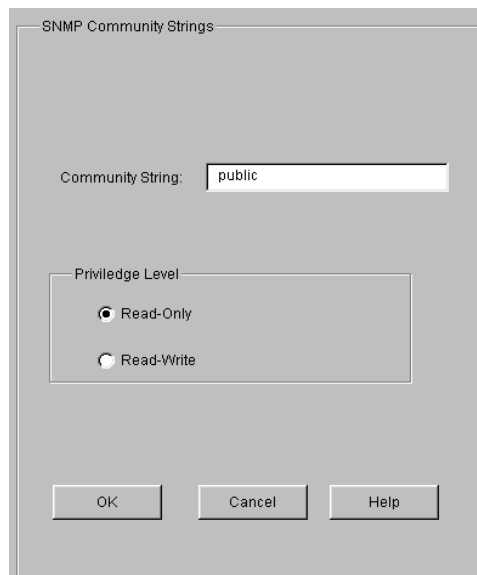 SNMP Community Strings
Community String: public
Priviledge Level
Read-Only
Read-Write
OK Cancel Help